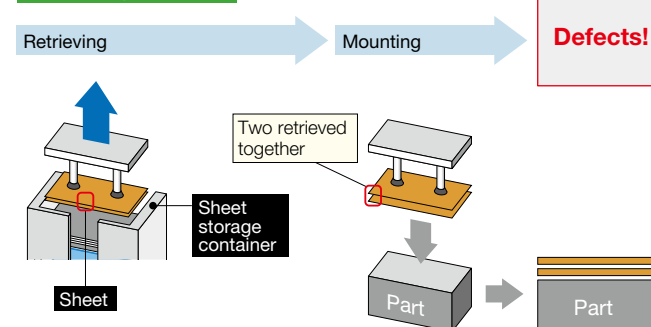 Retrieving
Mounting
Defects!
Two retrieved
together
Sheet
storage
container
Sheet
Part
Part